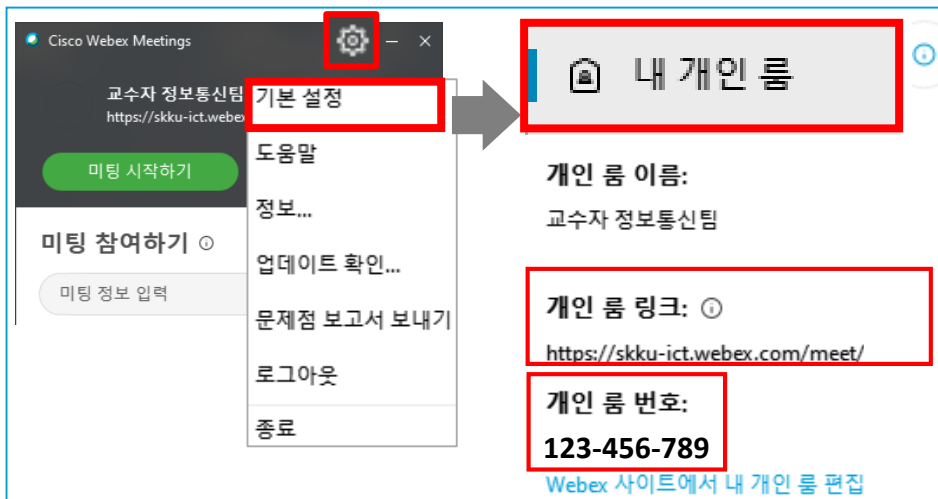 Cisco Webex Meetings
교수자 정보통신팀
https://skku-ict.webex
미팅 시작하기
미팅 참여하기
미팅 정보 입력
기본 설정
도움말
정보...
업데이트 확인...
문제점 보고서 보내기
로그아웃
종료
내 개인 룸
개인 룸 이름:
교수자 정보통신팀
개인 룸 링크:
https://skku-ict.webex.com/meet/
개인 룸 번호:
123-456-789
Webex 사이트에서 내 개인 룸 편집